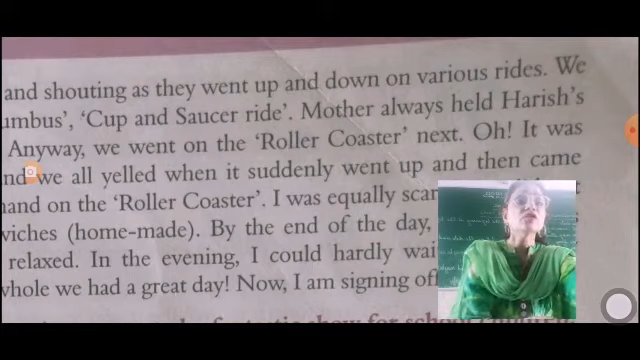 and shouting as they went up and down on various rides. We
umbus', 'Cup and Saucer ride'. Mother always held Harish's
Anyway, we went on the 'Roller Coaster' next. Oh! It was
and we all yelled when it suddenly went up and then came
hand on the 'Roller Coaster'. I was equally scar
wiches (home-made). By the end of the day,
relaxed. In the evening, I could hardly wai
whole we had a great day! Now, I am signing off